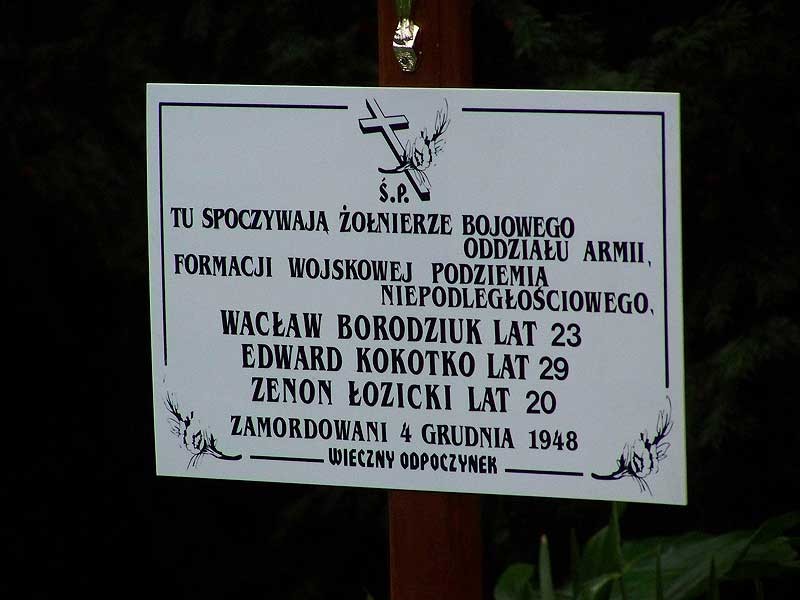 Ś.P.
TU SPOCZYWAJĄ ŻOŁNIERZE BOJOWEGO
ODDZIAŁU ARMII,
FORMACJI WOJSKOWEJ PODZIEMIA
NIEPODLEGŁOŚCIOWEGO,
WACŁAW BORODZIUK LAT 23
EDWARD KOKOTKO LAT 29
ZENON ŁOZICKI LAT 20
ZAMORDOWANI 4 GRUDNIA 1948
WIECZNY ODPOCZYNEK